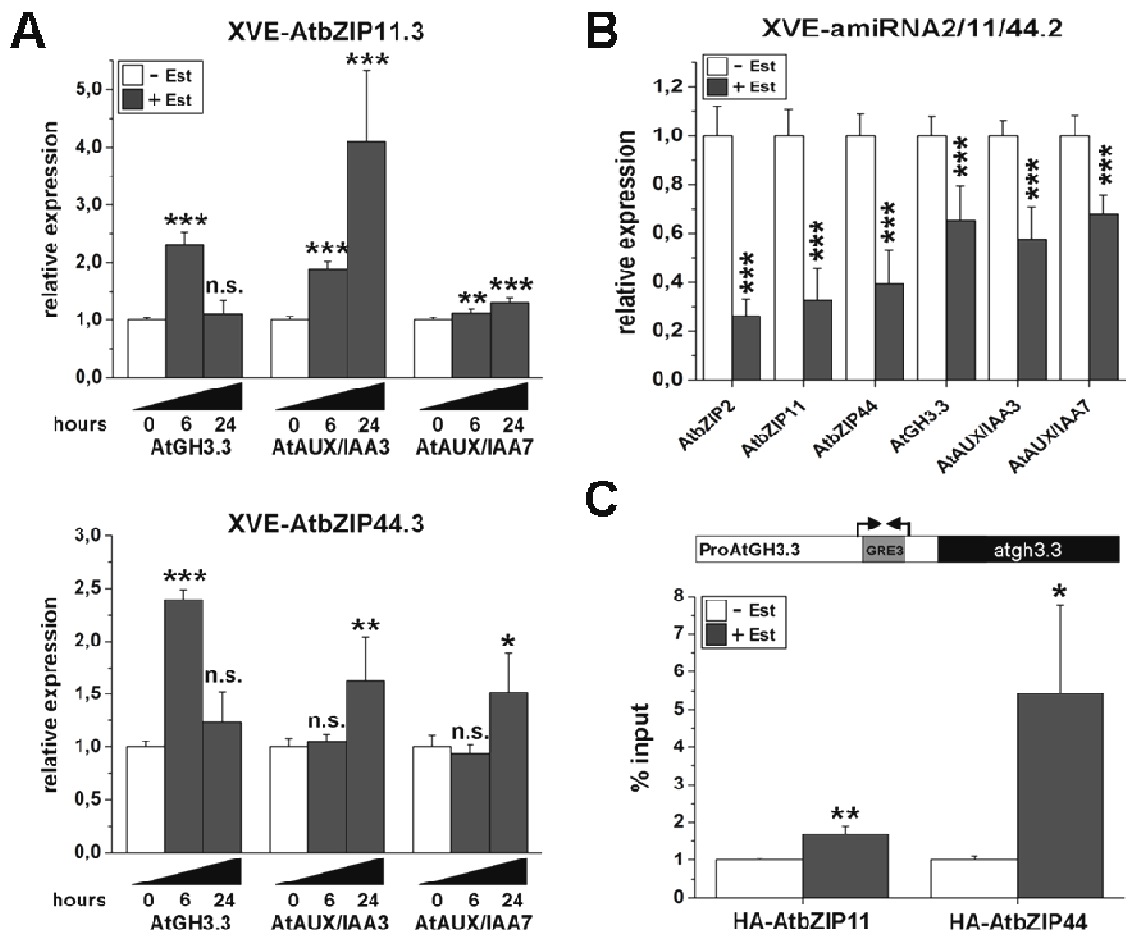 A
XVE-AtbZIP11.3
- Est
+ Est
relative expression
5,0
4,0
3,0
2,0
1,0
0,0
***
n.s.
***
***
**
***
hours 0 6 24 0 6 24 0 6 24
AtGH3.3 AtAUX/IAA3 AtAUX/IAA7
XVE-AtbZIP44.3
relative expression
3,0
2,5
2,0
1,5
1,0
0,5
0,0
***
n.s.
n.s.
**
n.s.
*
hours 0 6 24 0 6 24 0 6 24
AtGH3.3 AtAUX/IAA3 AtAUX/IAA7
B
XVE-amiRNA2/11/44.2
- Est
+ Est
relative expression
1,2
1,0
0,8
0,6
0,4
0,2
0,0
***
***
***
***
***
***
AtbZIP2
AtbZIP11
AtbZIP44
AtGH3.3
AtAUX/IAA3
AtAUX/IAA7
C
ProAtGH3.3 GRE3 atgh3.3
- Est
+ Est
% input
8
7
6
5
4
3
2
1
0
**
*
HA-AtbZIP11 HA-AtbZIP44